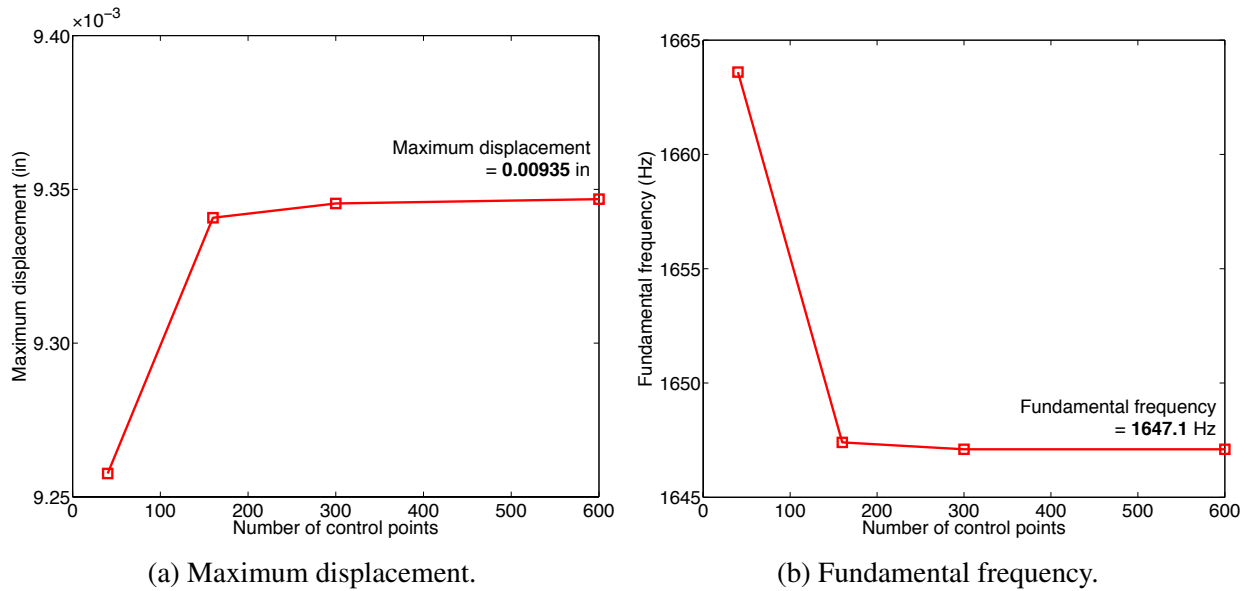 ×10−3
9.40
9.35
9.30
9.25
Maximum displacement (in)
Maximum displacement
= 0.00935 in
0 100 200 300 400 500 600
Number of control points
(a) Maximum displacement.
1665
1660
1655
1650
1645
Fundamental frequency (Hz)
Fundamental frequency
= 1647.1 Hz
0 100 200 300 400 500 600
Number of control points
(b) Fundamental frequency.